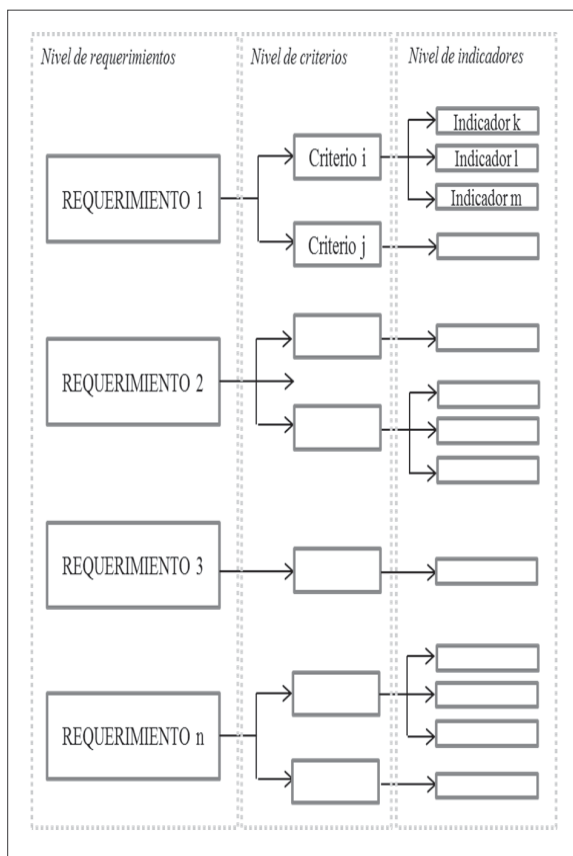 Nivel de requerimientos
Nivel de criterios
Nivel de indicadores
REQUERIMIENTO 1
Criterio i
Indicador k
Indicador l
Indicador m
Criterio j
REQUERIMIENTO 2
REQUERIMIENTO 3
REQUERIMIENTO n